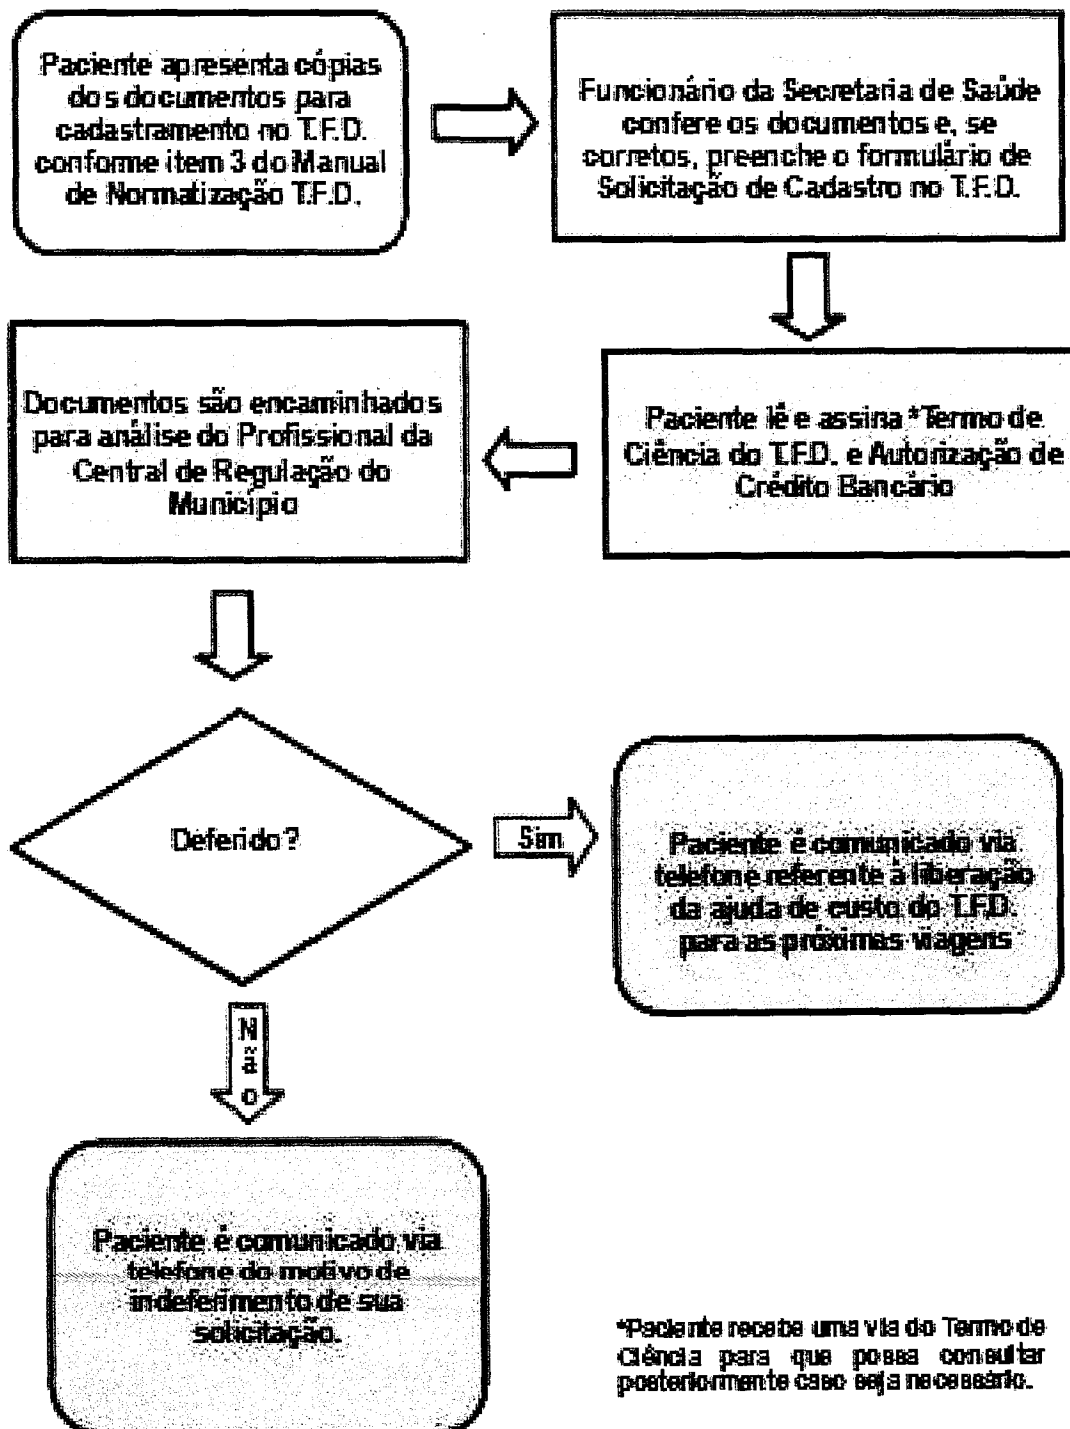 Paciente apresenta cópias
dos documentos para
cadastramento no T.F.D.
conforme item 3 do Manual
de Normatização T.F.D.
Funcionário da Secretaria de Saúde
confere os documentos e, se
corretos, preenche o formulário de
Solicitação de Cadastro no T.F.D.
Paciente lê e assina *Termo de
Ciência do T.F.D. e Autorização de
Crédito Bancário
Documentos são encaminhados
para análise do Profissional da
Central de Regulação do
Município
Deferido?
Sim
Paciente é comunicado via
telefone referente à liberação
da ajuda de custo do T.F.D.
para as próximas viagens
Não
Paciente é comunicado via
telefone do motivo de
indeferimento de sua
solicitação.
*Paciente recebe uma via do Termo de
Ciência para que possa consultar
posteriormente caso seja necessário.